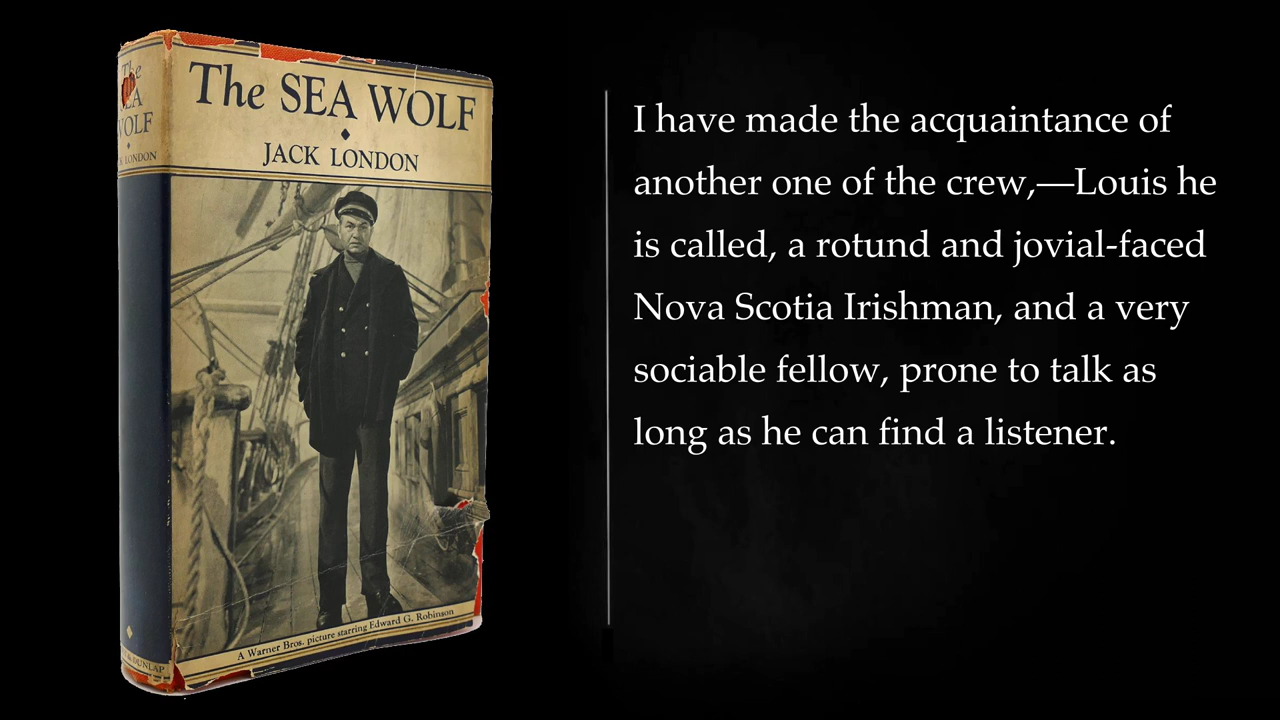 The SEA WOLF
JACK LONDON
The
SEA
WOLF
LONDON
A Warner Bros. picture starring Edward G. Robinson
DUNLAP
I have made the acquaintance of
another one of the crew,—Louis he
is called, a rotund and jovial-faced
Nova Scotia Irishman, and a very
sociable fellow, prone to talk as
long as he can find a listener.